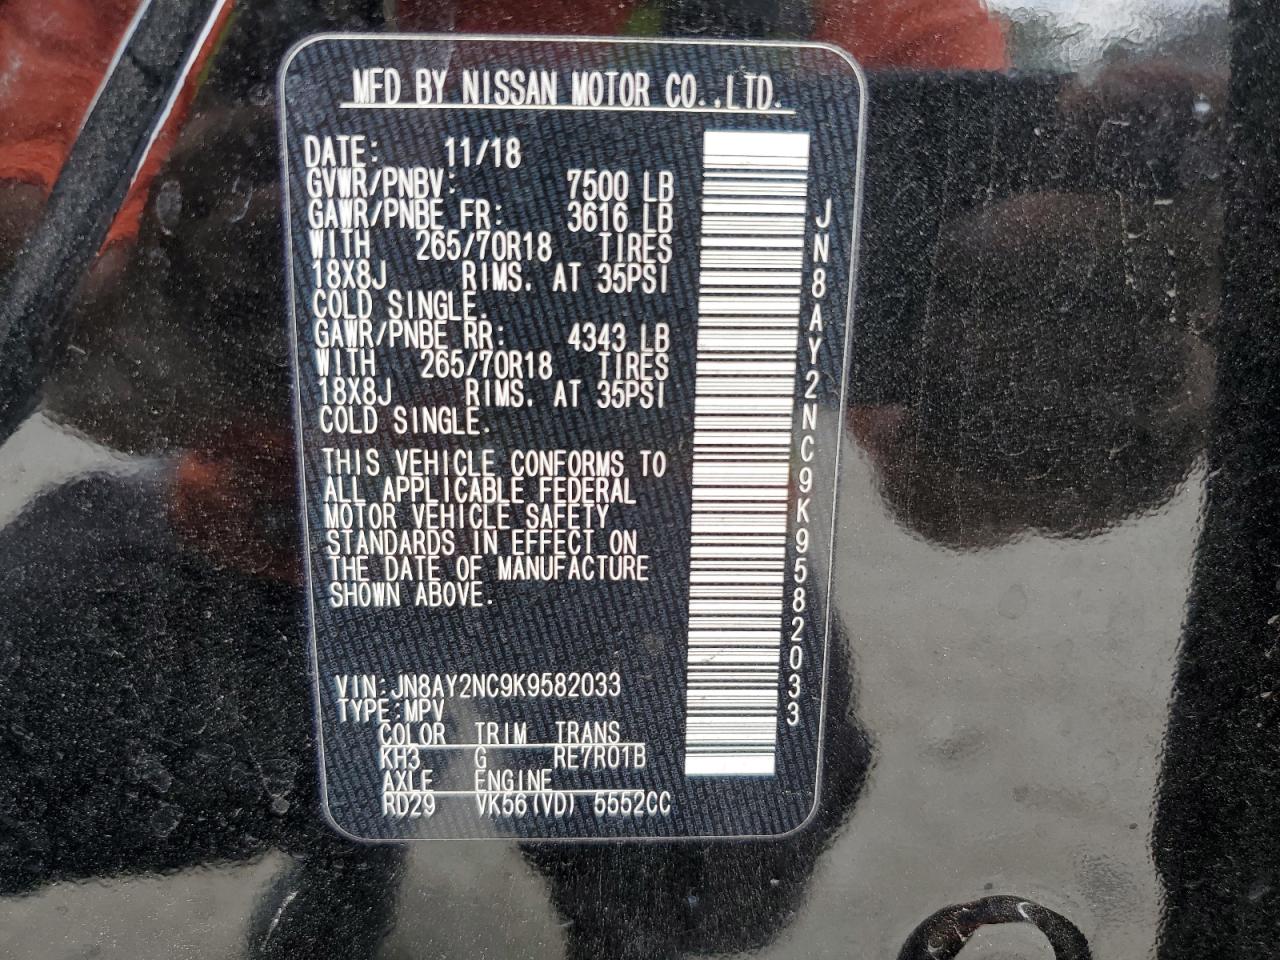 MFD BY NISSAN MOTOR CO.,LTD.
DATE: 11/18
GVWR/PNBV: 7500 LB
GAWR/PNBE FR: 3616 LB
WITH 265/70R18 TIRES
18X8J RIMS. AT 35PSI
COLD SINGLE.
GAWR/PNBE RR: 4343 LB
WITH 265/70R18 TIRES
18X8J RIMS. AT 35PSI
COLD SINGLE.
THIS VEHICLE CONFORMS TO
ALL APPLICABLE FEDERAL
MOTOR VEHICLE SAFETY
STANDARDS IN EFFECT ON
THE DATE OF MANUFACTURE
SHOWN ABOVE.
VIN:JN8AY2NC9K9582033
TYPE:MPV
COLOR TRIM TRANS
KH3 G RE7R01B
AXLE ENGINE
RD29 VK56(VD) 5552CC
JN8AY2NC9K9582033